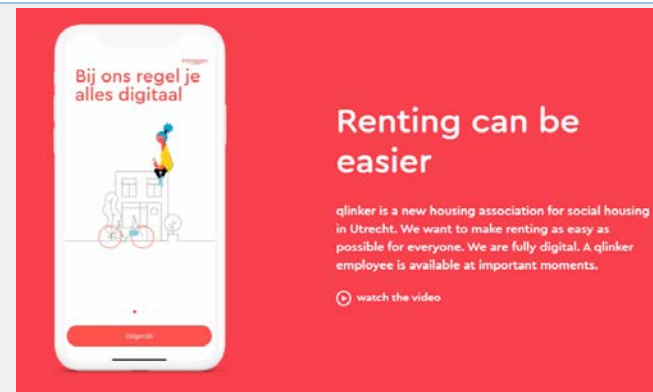 Inloggen
Bij ons regel je
alles digitaal
Volgende
Renting can be
easier
qlinker is a new housing association for social housing
in Utrecht. We want to make renting as easy as
possible for everyone. We are fully digital. A qlinker
employee is available at important moments.
watch the video